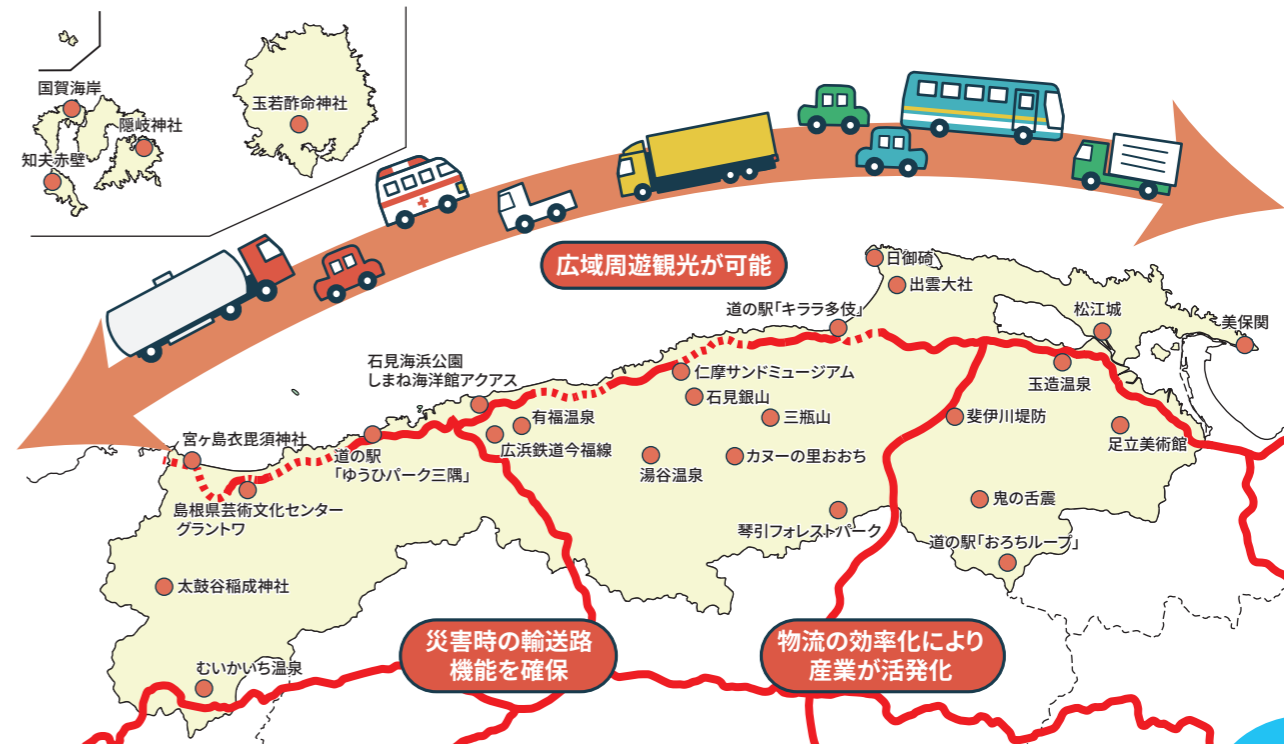 国賀海岸
隠岐神社
知夫赤壁
玉若酢命神社
広域周遊観光が可能
日御碕
出雲大社
道の駅「キララ多伎」
松江城
美保関
石見海浜公園
しまね海洋館アクアス
仁摩サンドミュージアム
石見銀山
玉造温泉
有福温泉
三瓶山
斐伊川堤防
足立美術館
宮ヶ島衣毘須神社
道の駅
「ゆうひパーク三隅」
広浜鉄道今福線
湯谷温泉
カヌーの里おおち
島根県芸術文化センター
グラントワ
鬼の舌震
琴引フォレストパーク
道の駅「おろちループ」
太鼓谷稲成神社
災害時の輸送路
機能を確保
物流の効率化により
産業が活発化
むいかいち温泉